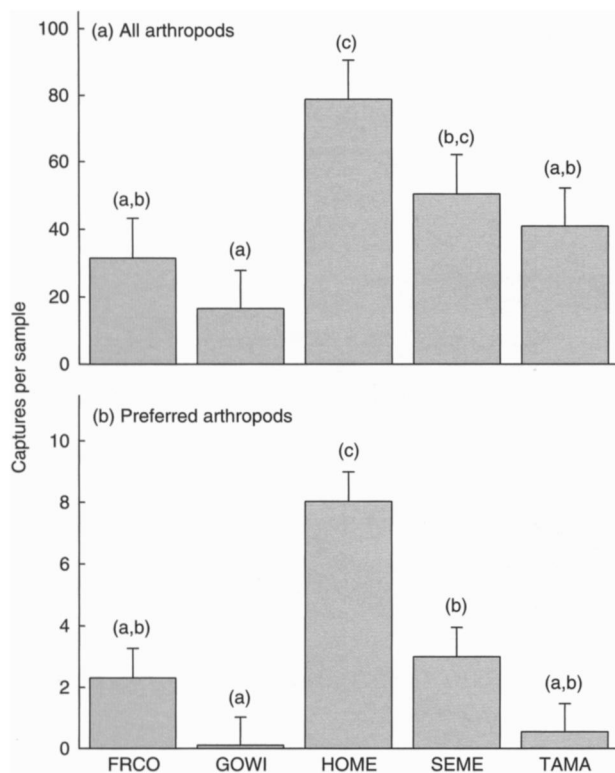 (a) All arthropods
100
80
60
40
20
0
(a,b)
(a)
(c)
(b,c)
(a,b)
Captures per sample
(b) Preferred arthropods
10
8
6
4
2
0
(a,b)
(a)
(c)
(b)
(a,b)
FRCO GOWI HOME SEME TAMA